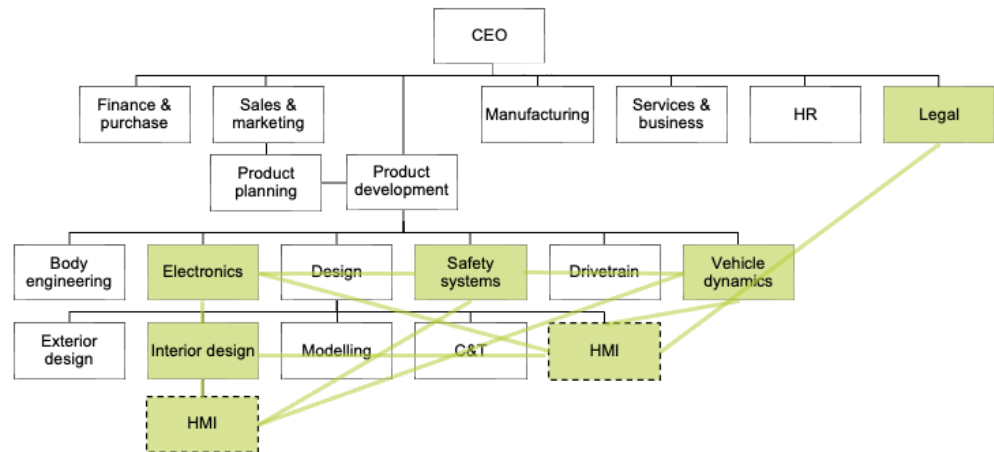 CEO
Finance &
purchase
Sales &
marketing
Manufacturing
Services &
business
HR
Legal
Product
planning
Product
development
Body
engineering
Electronics
Design
Safety
systems
Drivetrain
Vehicle
dynamics
Exterior
design
Interior design
Modelling
C&T
HMI
HMI